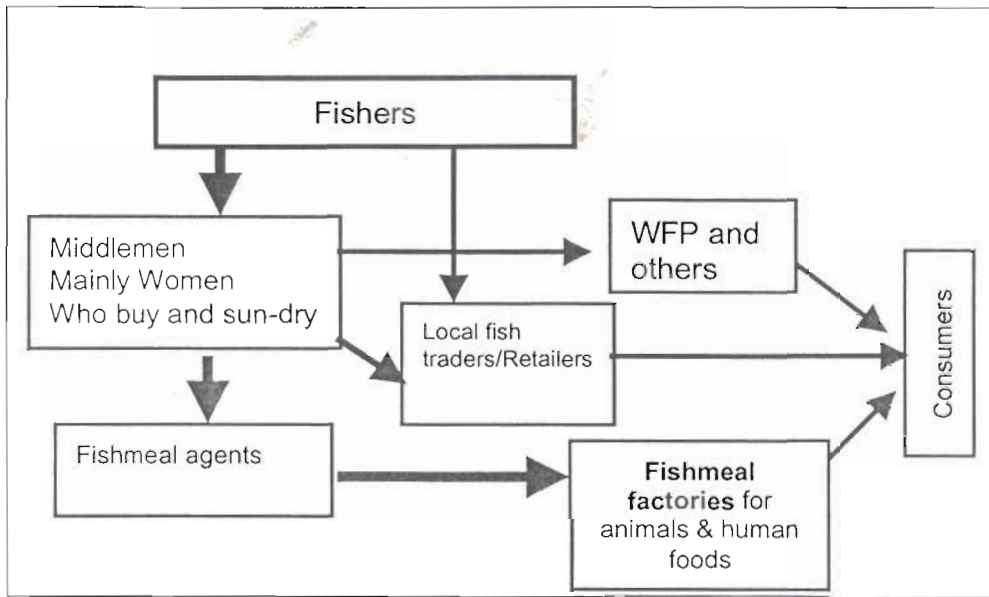 Fishers
Middlemen
Mainly Women
Who buy and sun-dry
WFP and
others
Local fish
traders/Retailers
Consumers
Fishmeal agents
Fishmeal
factories for
animals & human
foods